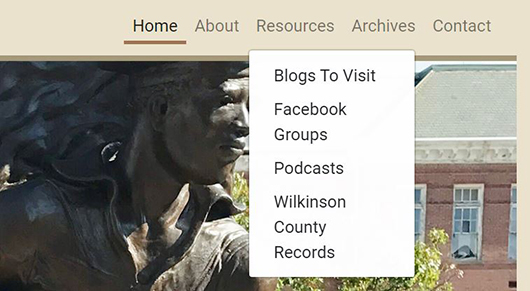 Home About Resources Archives Contact
Blogs To Visit
Facebook
Groups
Podcasts
Wilkinson
County
Records